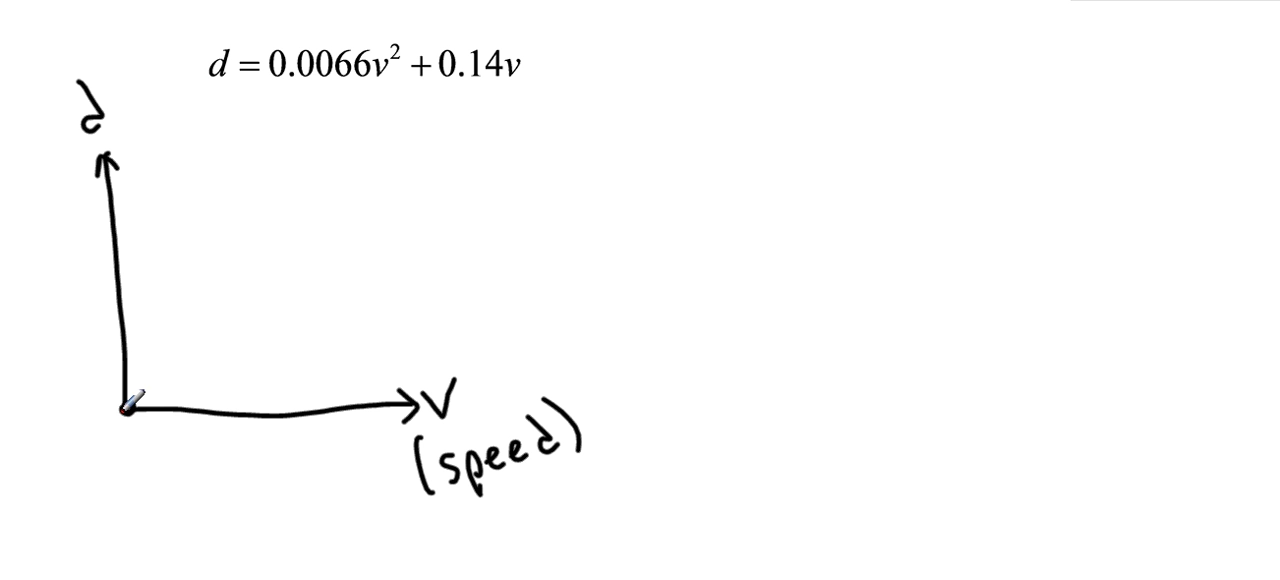 d = 0.0066v² + 0.14v
d
v
(speed)